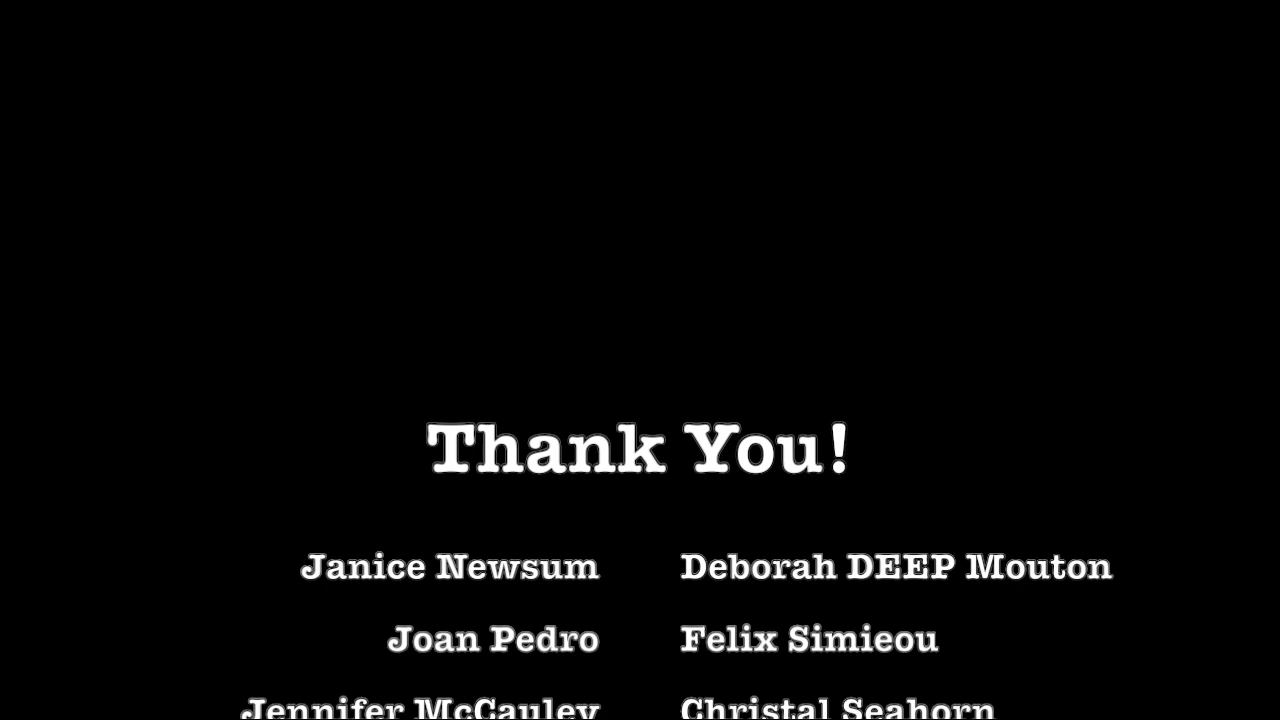 Thank You!
Janice Newsum Deborah DEEP Mouton
Joan Pedro Felix Simieou
Jennifer McCauley Christal Seahorn